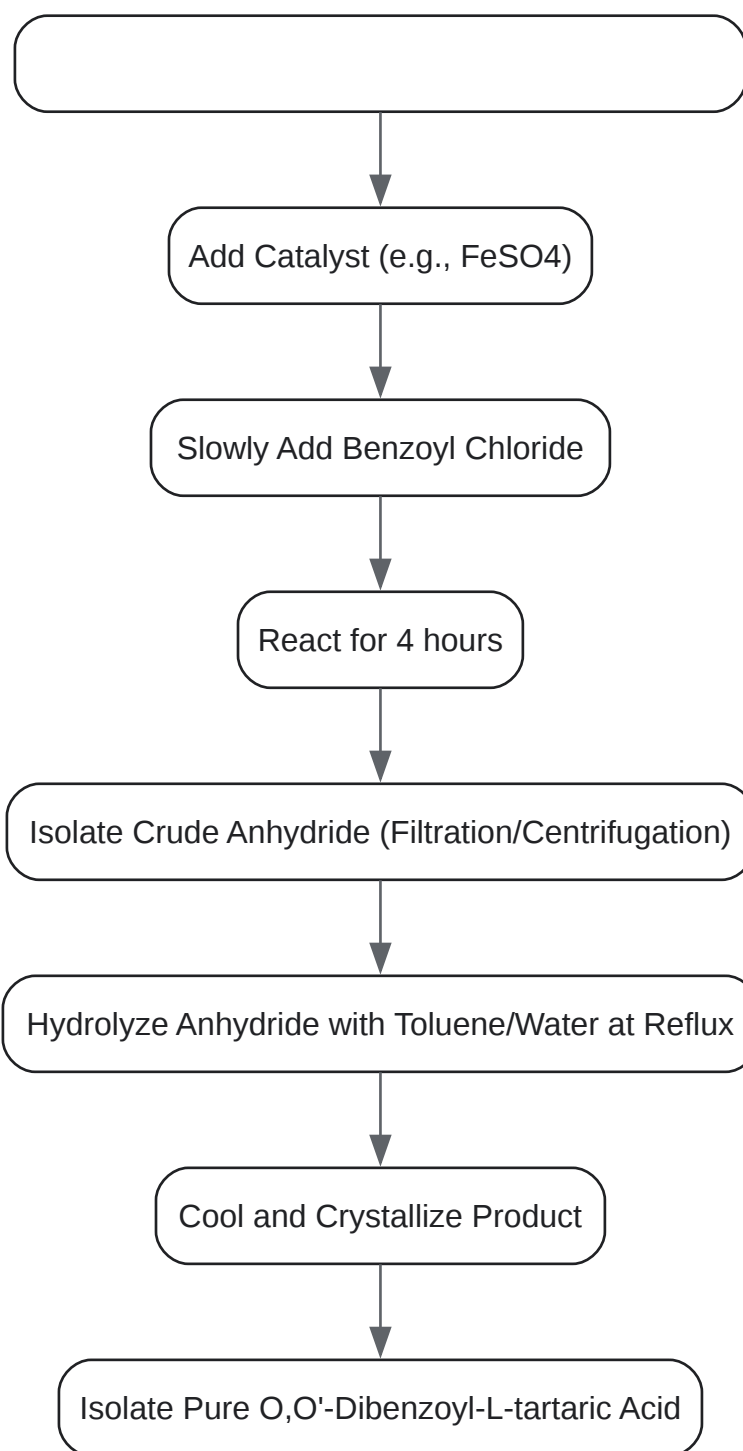 Add Catalyst (e.g., FeSO4)
Slowly Add Benzoyl Chloride
React for 4 hours
Isolate Crude Anhydride (Filtration/Centrifugation)
Hydrolyze Anhydride with Toluene/Water at Reflux
Cool and Crystallize Product
Isolate Pure O,O'-Dibenzoyl-L-tartaric Acid